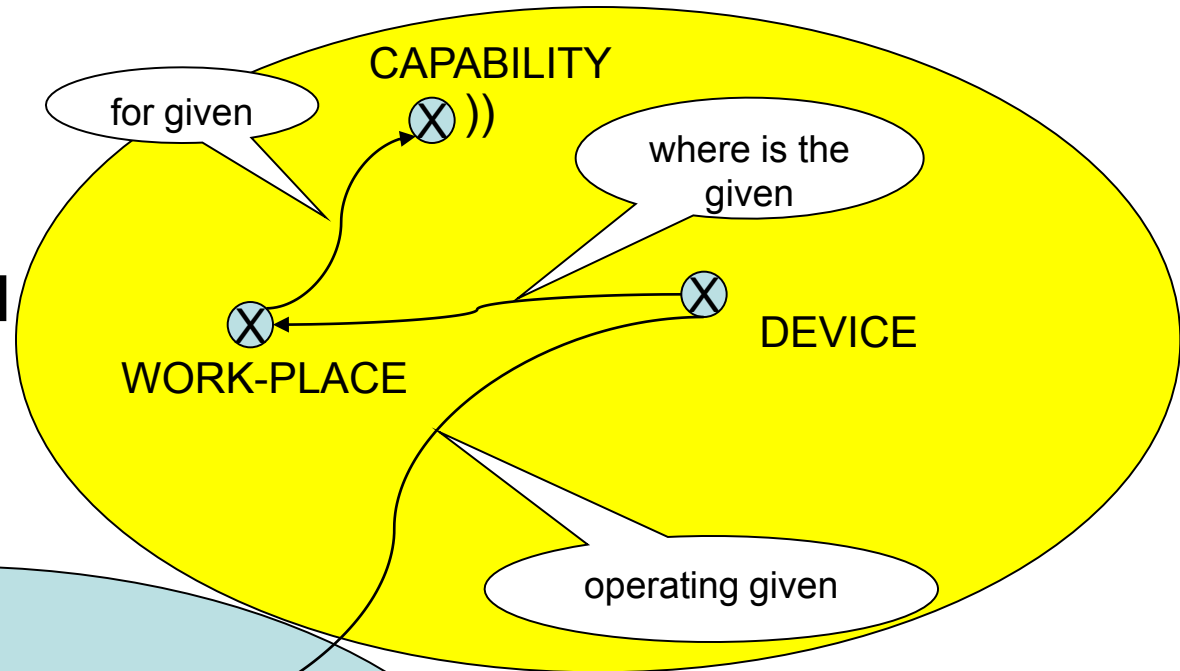 CAPABILITY
for given
X ))
where is the
given
X
DEVICE
X
WORK-PLACE
operating given